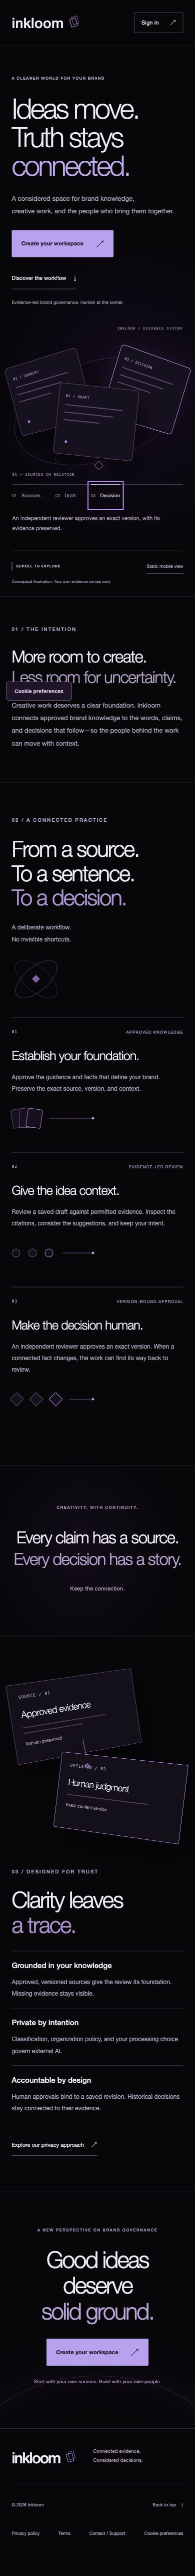 inkloom
Sign in
A CLEARER WORLD FOR YOUR BRAND
Ideas move.
Truth stays
connected.
A considered space for brand knowledge,
creative work, and the people who bring them together.
Create your workspace
Discover the workflow
Evidence-led brand governance. Human at the center.
INKLOOM / EVIDENCE SYSTEM
01 / SOURCES
02 / DRAFT
03 / DECISION
01 — SOURCES IN RELATION
01 Sources
02 Draft
03 Decision
An independent reviewer approves an exact version, with its
evidence preserved.
SCROLL TO EXPLORE
Static mobile view
Conceptual illustration. Your own evidence comes next.
01 / THE INTENTION
More room to create.
Less room for uncertainty.
Cookie preferences
Creative work deserves a clear foundation. Inkloom
connects approved brand knowledge to the words, claims,
and decisions that follow—so the people behind the work
can move with context.
02 / A CONNECTED PRACTICE
From a source.
To a sentence.
To a decision.
A deliberate workflow.
No invisible shortcuts.
01
APPROVED KNOWLEDGE
Establish your foundation.
Approve the guidance and facts that define your brand.
Preserve the exact source, version, and context.
02
EVIDENCE-LED REVIEW
Give the idea context.
Review a saved draft against permitted evidence. Inspect the
citations, consider the suggestions, and keep your intent.
03
VERSION-BOUND APPROVAL
Make the decision human.
An independent reviewer approves an exact version. When a
connected fact changes, the work can find its way back to
review.
CREATIVITY, WITH CONTINUITY.
Every claim has a source.
Every decision has a story.
Keep the connection.
SOURCE / 01
Approved evidence
Version preserved
DECISION / 03
Human judgment
Exact content version
03 / DESIGNED FOR TRUST
Clarity leaves
a trace.
Grounded in your knowledge
Approved, versioned sources give the review its foundation.
Missing evidence stays visible.
Private by intention
Classification, organization policy, and your processing choice
govern external AI.
Accountable by design
Human approvals bind to a saved revision. Historical decisions
stay connected to their evidence.
Explore our privacy approach
A NEW PERSPECTIVE ON BRAND GOVERNANCE
Good ideas
deserve
solid ground.
Create your workspace
Start with your own sources. Build with your own people.
inkloom
Connected evidence.
Considered decisions.
© 2026 Inkloom
Back to top ↑
Privacy policy
Terms
Contact / Support
Cookie preferences